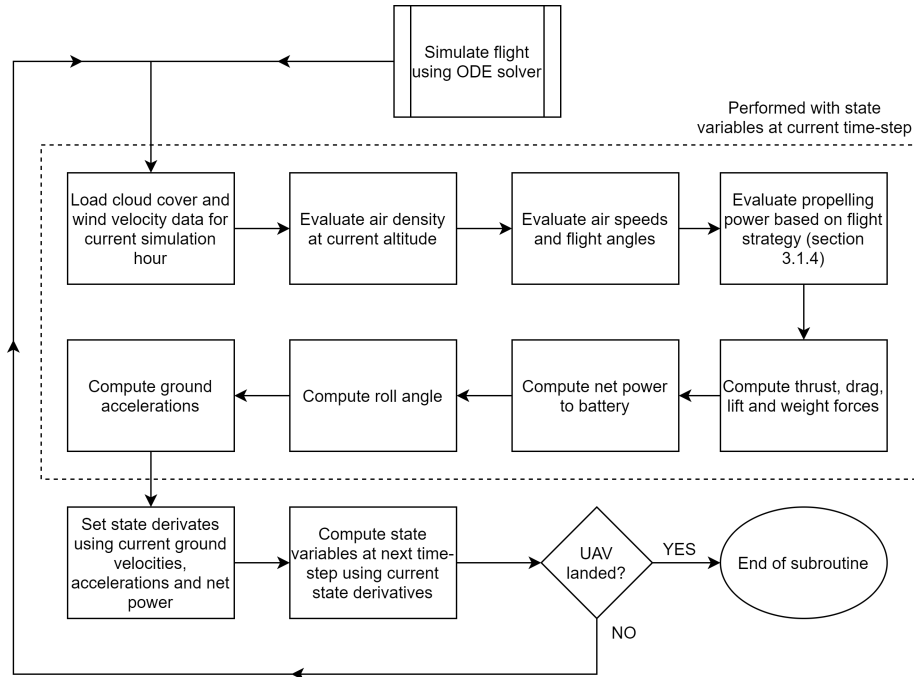 Simulate flight
using ODE solver
Performed with state
variables at current time-step
Load cloud cover and
wind velocity data for
current simulation
hour
Evaluate air density
at current altitude
Evaluate air speeds
and flight angles
Evaluate propelling
power based on flight
strategy (section
3.1.4)
Compute ground
accelerations
Compute roll angle
Compute net power
to battery
Compute thrust, drag,
lift and weight forces
Set state derivates
using current ground
velocities,
accelerations and net
power
Compute state
variables at next time-
step using current
state derivatives
UAV
landed?
YES
End of subroutine
NO